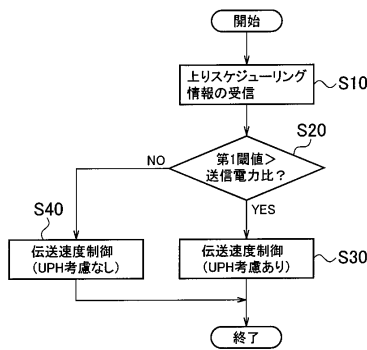 開始
上りスケジューリング
情報の受信
S10
第1閾値>
送信電力比?
S20
NO
YES
S40
伝送速度制御
(UPH考慮なし)
伝送速度制御
(UPH考慮あり)
S30
終了